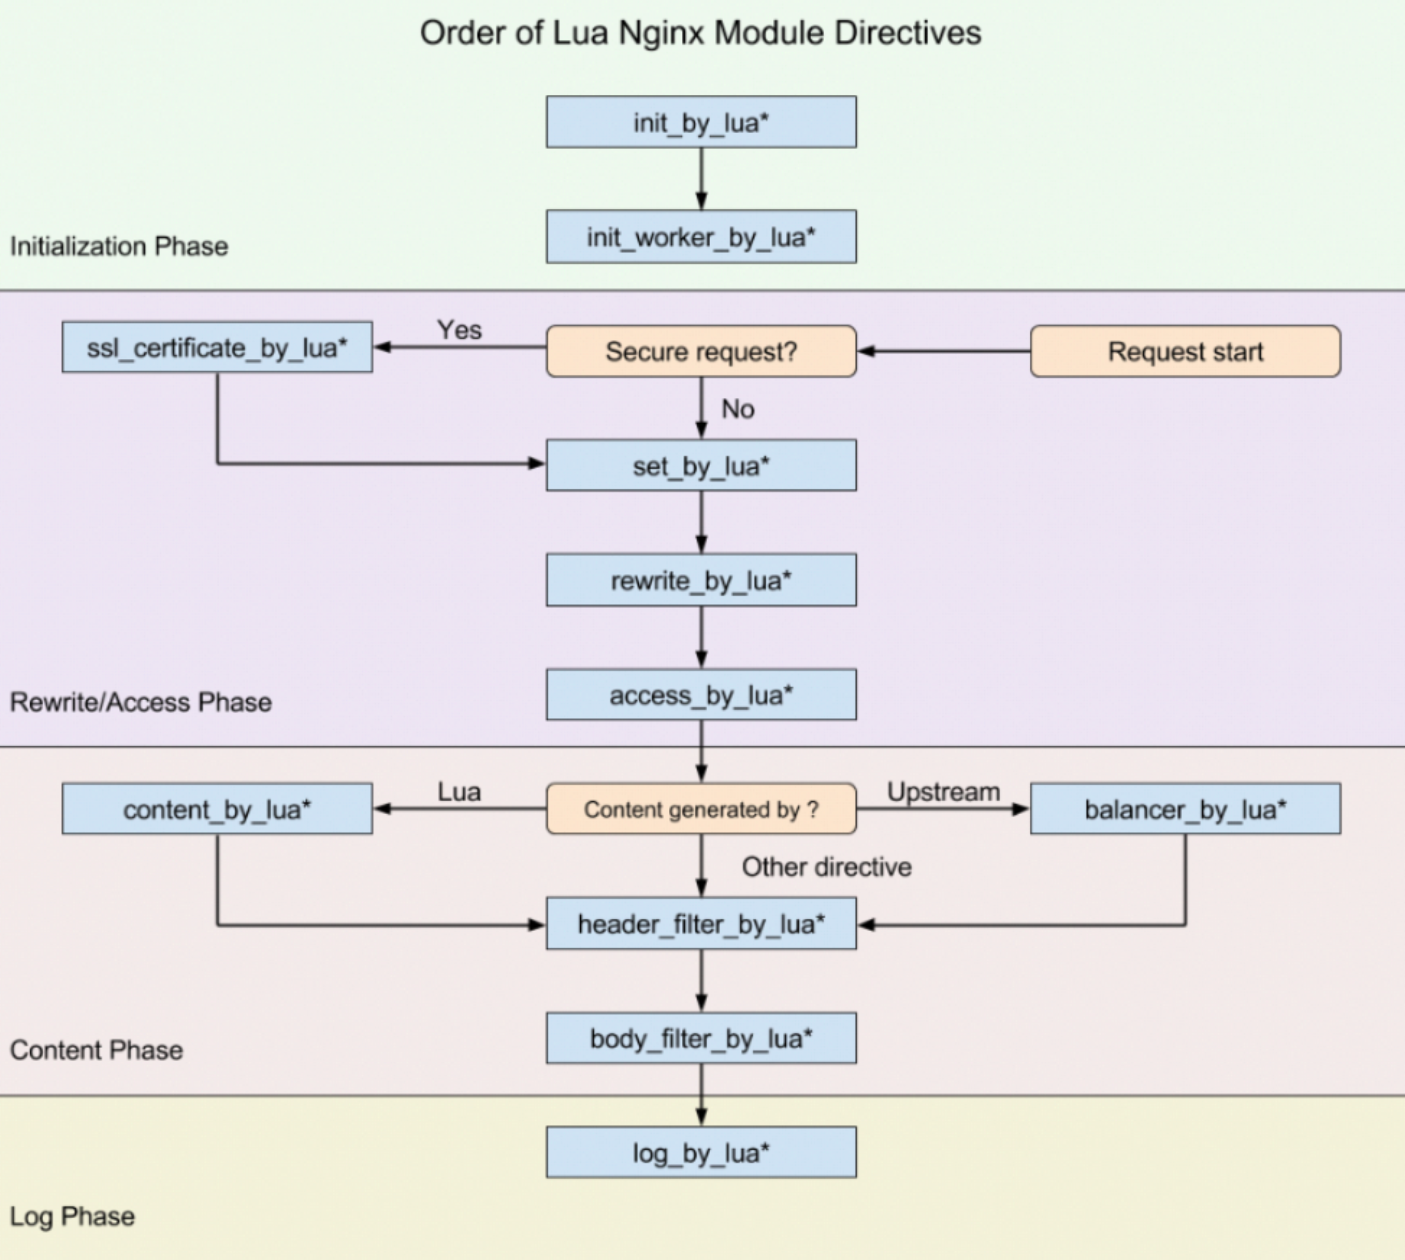 Order of Lua Nginx Module Directives
init_by_lua*
init_worker_by_lua*
Initialization Phase
ssl_certificate_by_lua*
Yes
Secure request?
Request start
No
set_by_lua*
rewrite_by_lua*
access_by_lua*
Rewrite/Access Phase
content_by_lua*
Lua
Content generated by ?
Upstream
balancer_by_lua*
Other directive
header_filter_by_lua*
body_filter_by_lua*
Content Phase
log_by_lua*
Log Phase